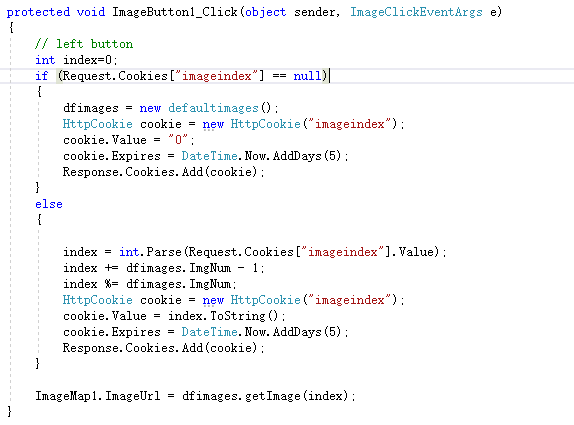 protected void ImageButton1_Click(object sender, ImageClickEventArgs e)
{
// left button
int index=0;
if (Request.Cookies["imageindex"] == null)
{
dfimages = new defaultimages();
HttpCookie cookie = new HttpCookie("imageindex");
cookie.Value = "0";
cookie.Expires = DateTime.Now.AddDays(5);
Response.Cookies.Add(cookie);
}
else
{
index = int.Parse(Request.Cookies["imageindex"].Value);
index += dfimages.ImgNum - 1;
index %= dfimages.ImgNum;
HttpCookie cookie = new HttpCookie("imageindex");
cookie.Value = index.ToString();
cookie.Expires = DateTime.Now.AddDays(5);
Response.Cookies.Add(cookie);
}
ImageMap1.ImageUrl = dfimages.getImage(index);
}